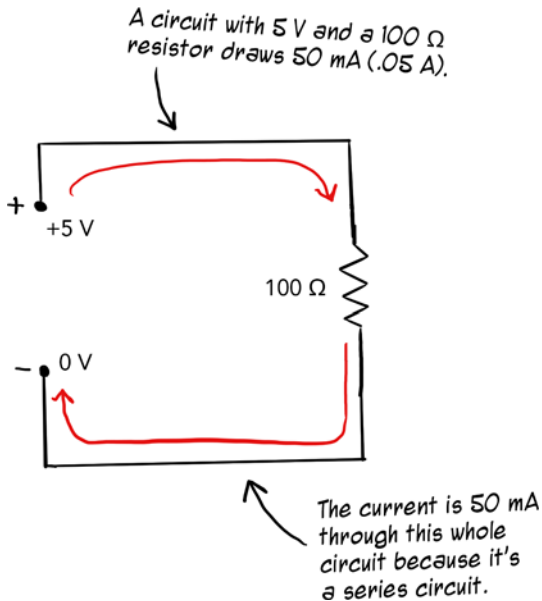 A circuit with 5 V and a 100 Ω
resistor draws 50 mA (.05 A).
+
+5 V
100 Ω
- 0 V
The current is 50 mA
through this whole
circuit because it's
a series circuit.